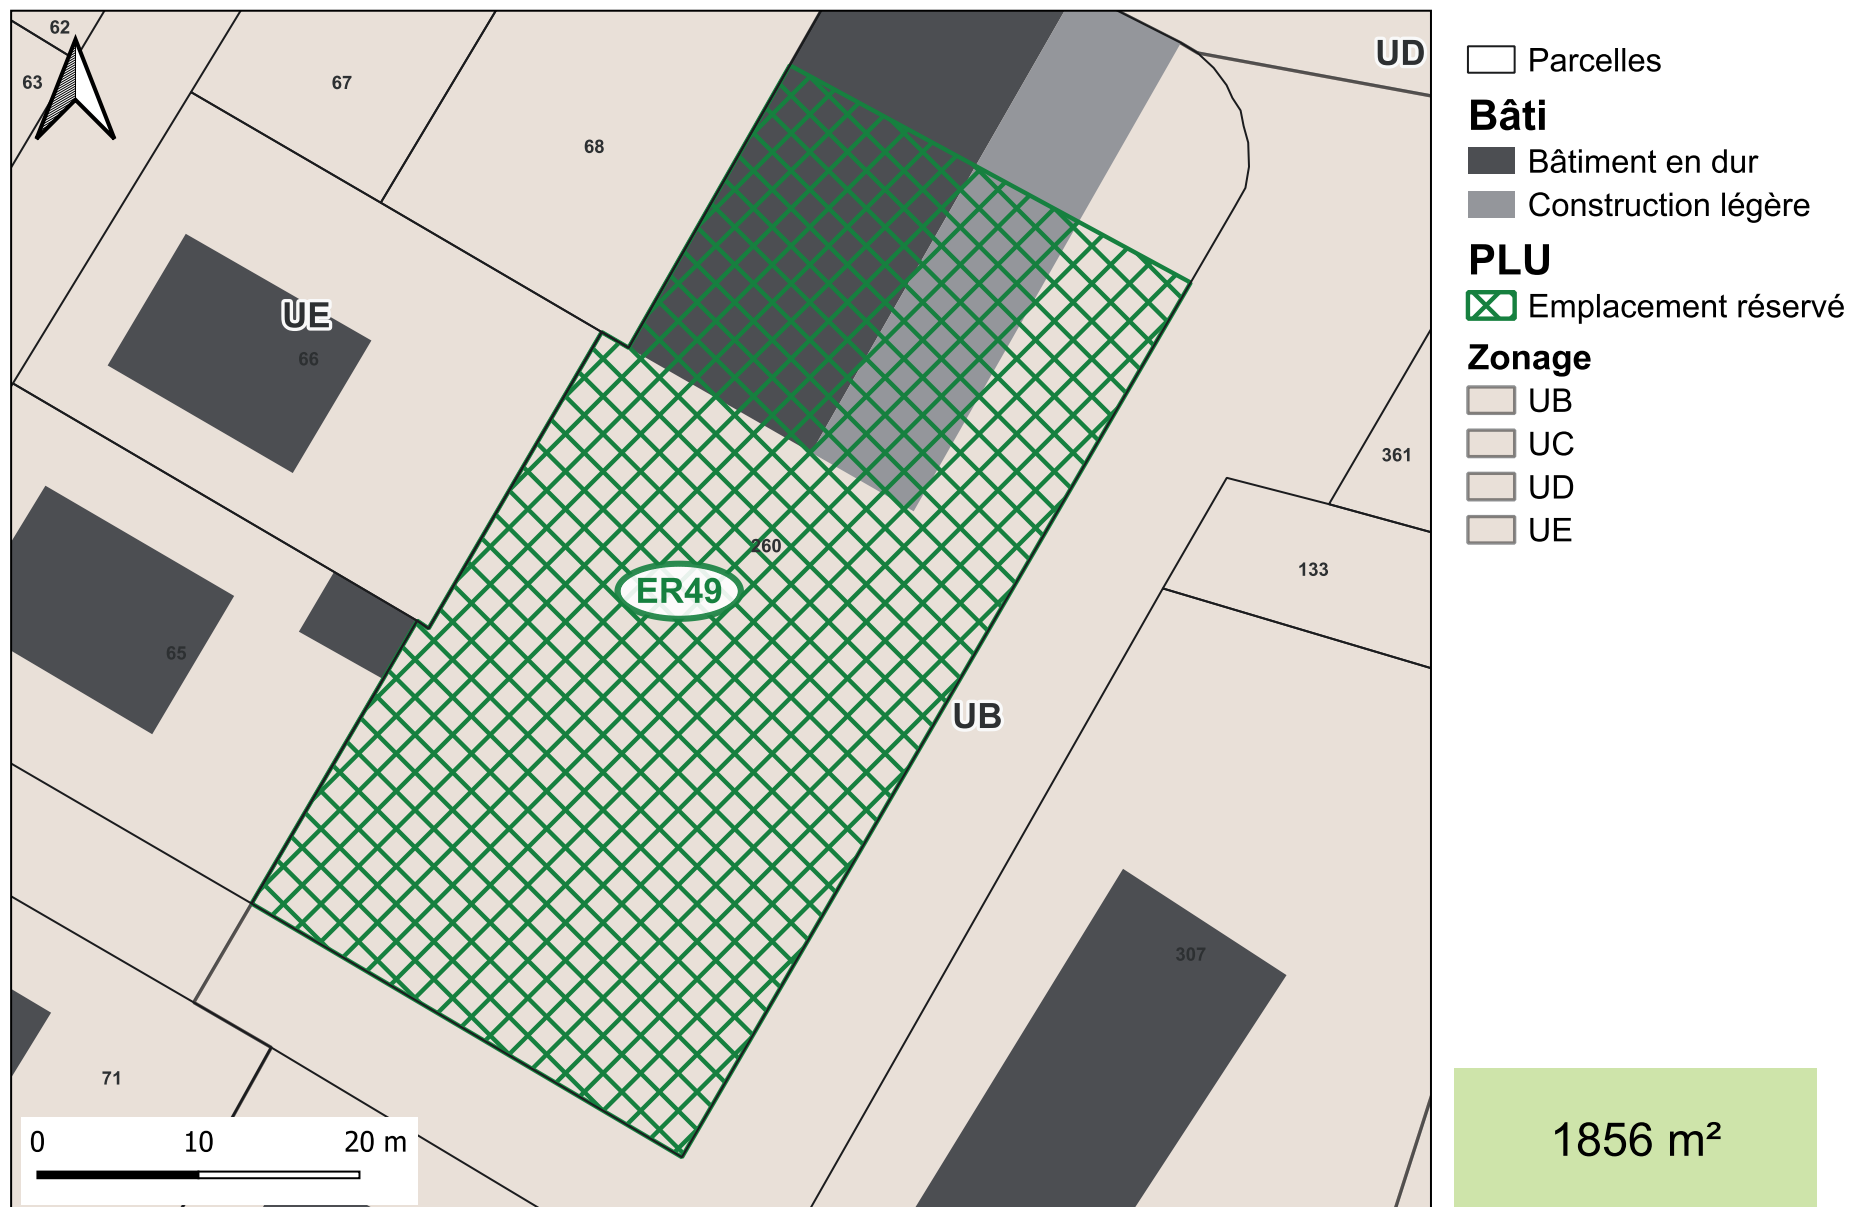 62
63
67
68
UD
UE
66
361
260
133
ER49
65
UB
307
71
0 10 20 m
Parcelles
Bâti
Bâtiment en dur
Construction légère
PLU
Emplacement réservé
Zonage
UB
UC
UD
UE
1856 m²